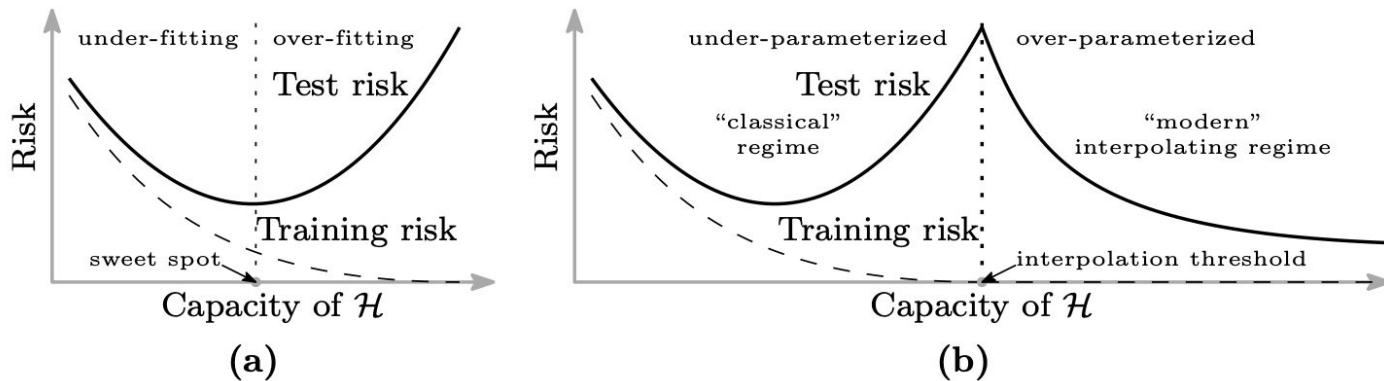 under-fitting
over-fitting
Test risk
Risk
Training risk
sweet spot
Capacity of ℋ
(a)
under-parameterized
over-parameterized
Test risk
“classical”
regime
“modern”
interpolating regime
Risk
Training risk
interpolation threshold
Capacity of ℋ
(b)